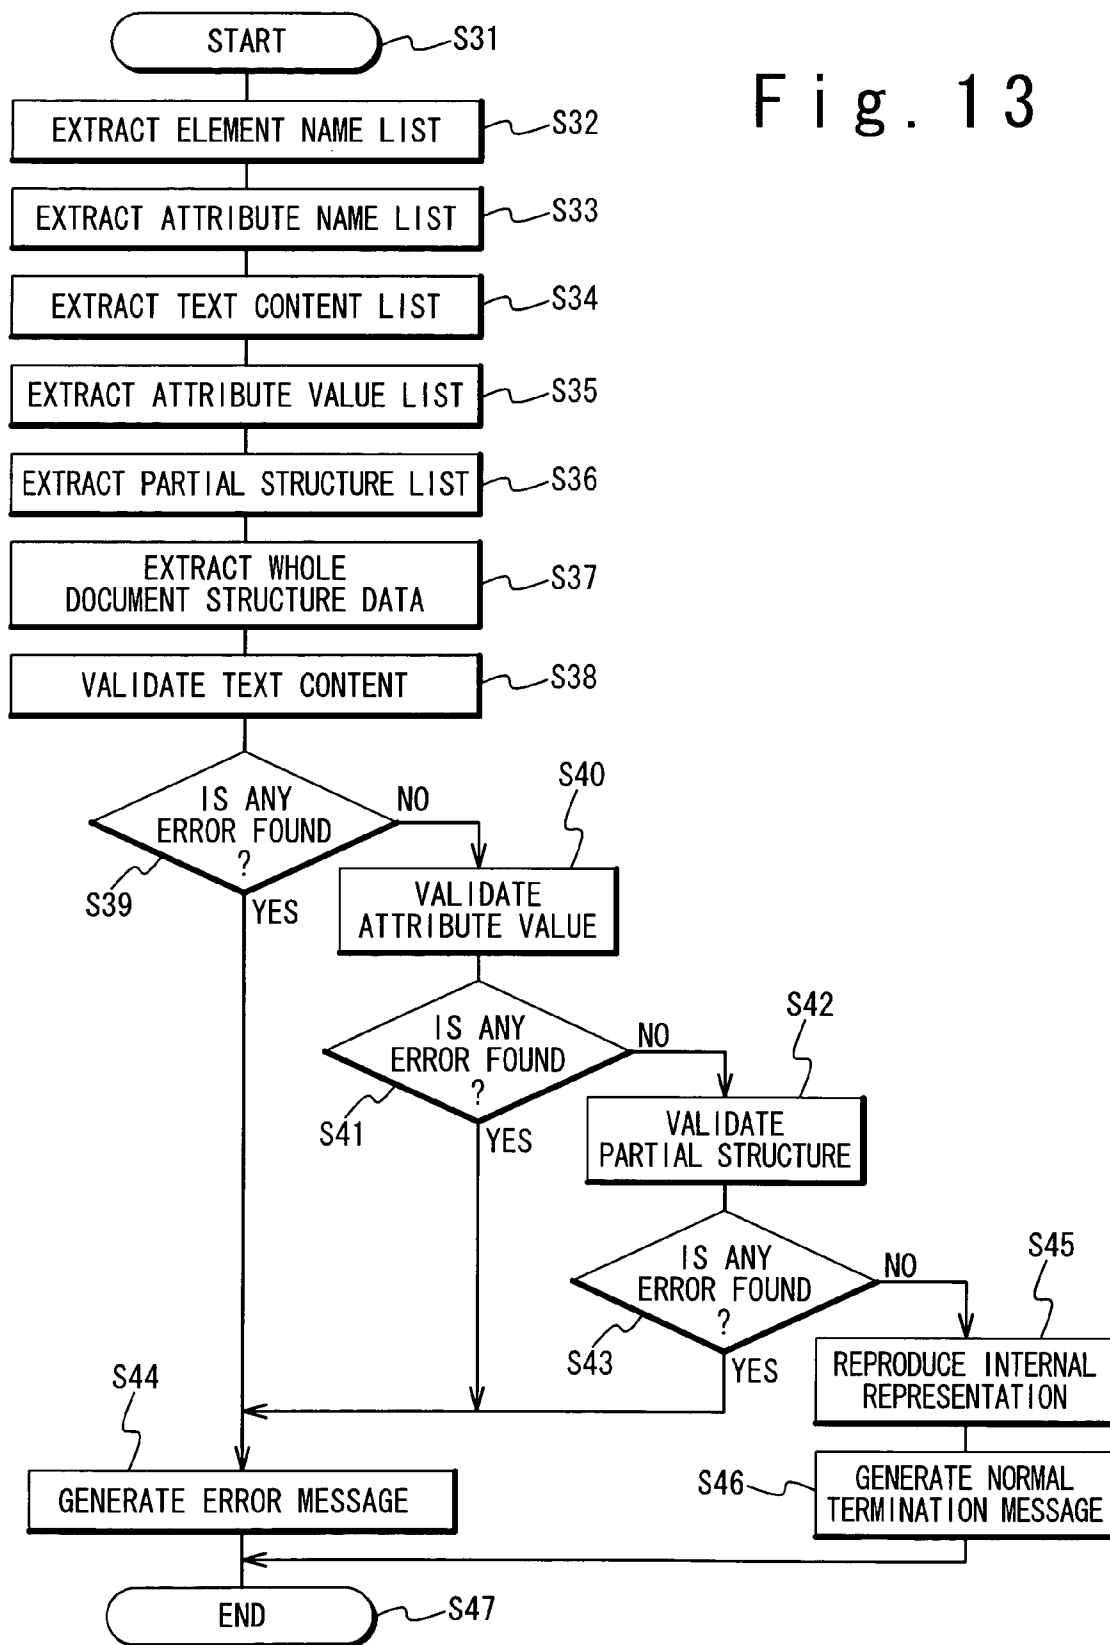 START
S31
Fig. 13
EXTRACT ELEMENT NAME LIST
S32
EXTRACT ATTRIBUTE NAME LIST
S33
EXTRACT TEXT CONTENT LIST
S34
EXTRACT ATTRIBUTE VALUE LIST
S35
EXTRACT PARTIAL STRUCTURE LIST
S36
EXTRACT WHOLE
DOCUMENT STRUCTURE DATA
S37
VALIDATE TEXT CONTENT
S38
IS ANY
ERROR FOUND
?
NO
S39
YES
S40
VALIDATE
ATTRIBUTE VALUE
IS ANY
ERROR FOUND
?
NO
S41
YES
S42
VALIDATE
PARTIAL STRUCTURE
IS ANY
ERROR FOUND
?
NO
S43
YES
S45
REPRODUCE INTERNAL
REPRESENTATION
S44
GENERATE ERROR MESSAGE
S46
GENERATE NORMAL
TERMINATION MESSAGE
END
S47